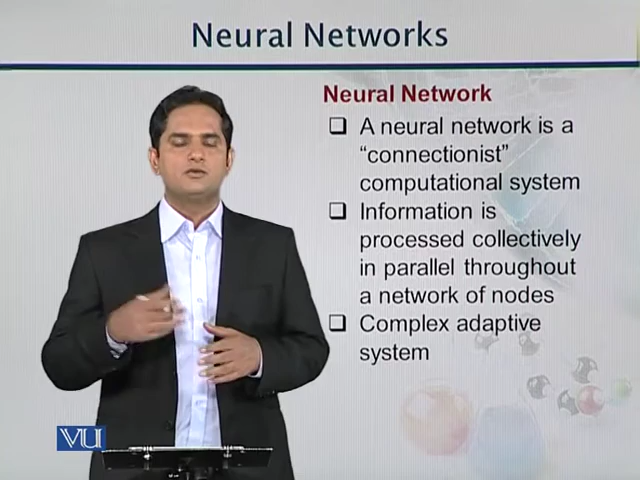 Neural Networks
Neural Network
A neural network is a
“connectionist”
computational system
Information is
processed collectively
in parallel throughout
a network of nodes
Complex adaptive
system
VU